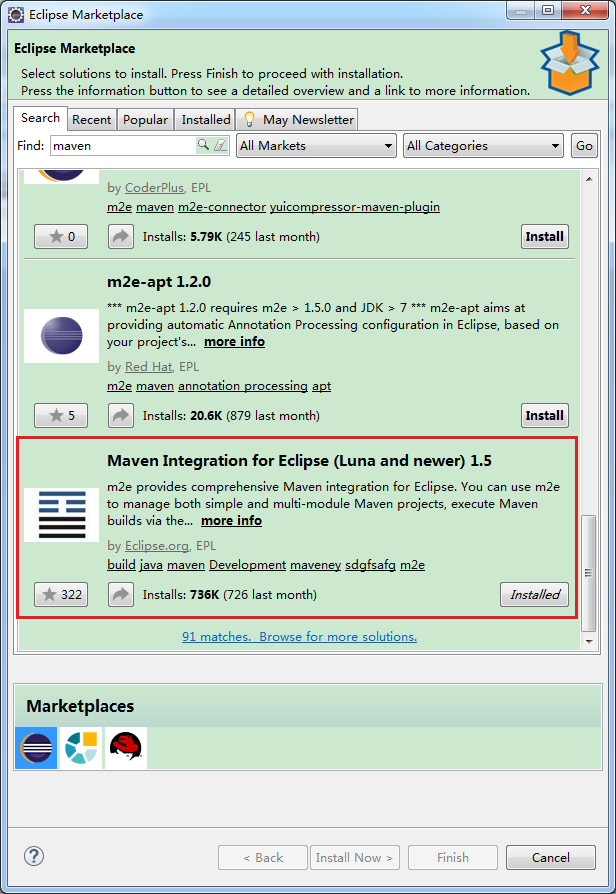 Eclipse Marketplace
Eclipse Marketplace
Select solutions to install. Press Finish to proceed with installation.
Press the information button to see a detailed overview and a link to more information.
Search Recent Popular Installed May Newsletter
Find: maven All Markets All Categories Go
by CoderPlus, EPL
m2e maven m2e-connector yuicompressor-maven-plugin
0 Installs: 5.79K (245 last month) Install
m2e-apt 1.2.0
*** m2e-apt 1.2.0 requires m2e > 1.5.0 and JDK > 7 *** m2e-apt aims at
providing automatic Annotation Processing configuration in Eclipse, based on
your project's... more info
by Red Hat, EPL
m2e maven annotation processing apt
5 Installs: 20.6K (879 last month) Install
Maven Integration for Eclipse (Luna and newer) 1.5
m2e provides comprehensive Maven integration for Eclipse. You can use m2e
to manage both simple and multi-module Maven projects, execute Maven
builds via the... more info
by Eclipse.org, EPL
build java maven Development maveney sdgfsafg m2e
322 Installs: 736K (726 last month) Installed
91 matches. Browse for more solutions.
Marketplaces
? < Back Install Now > Finish Cancel